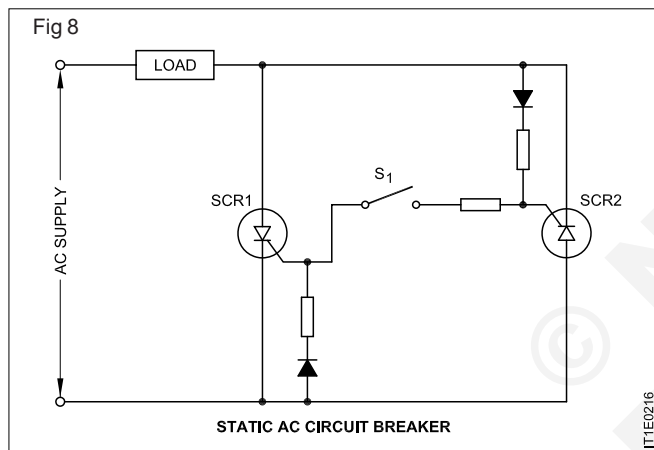 Fig 8
LOAD
AC SUPPLY
S1
SCR1
SCR2
STATIC AC CIRCUIT BREAKER
IT1E0216
©